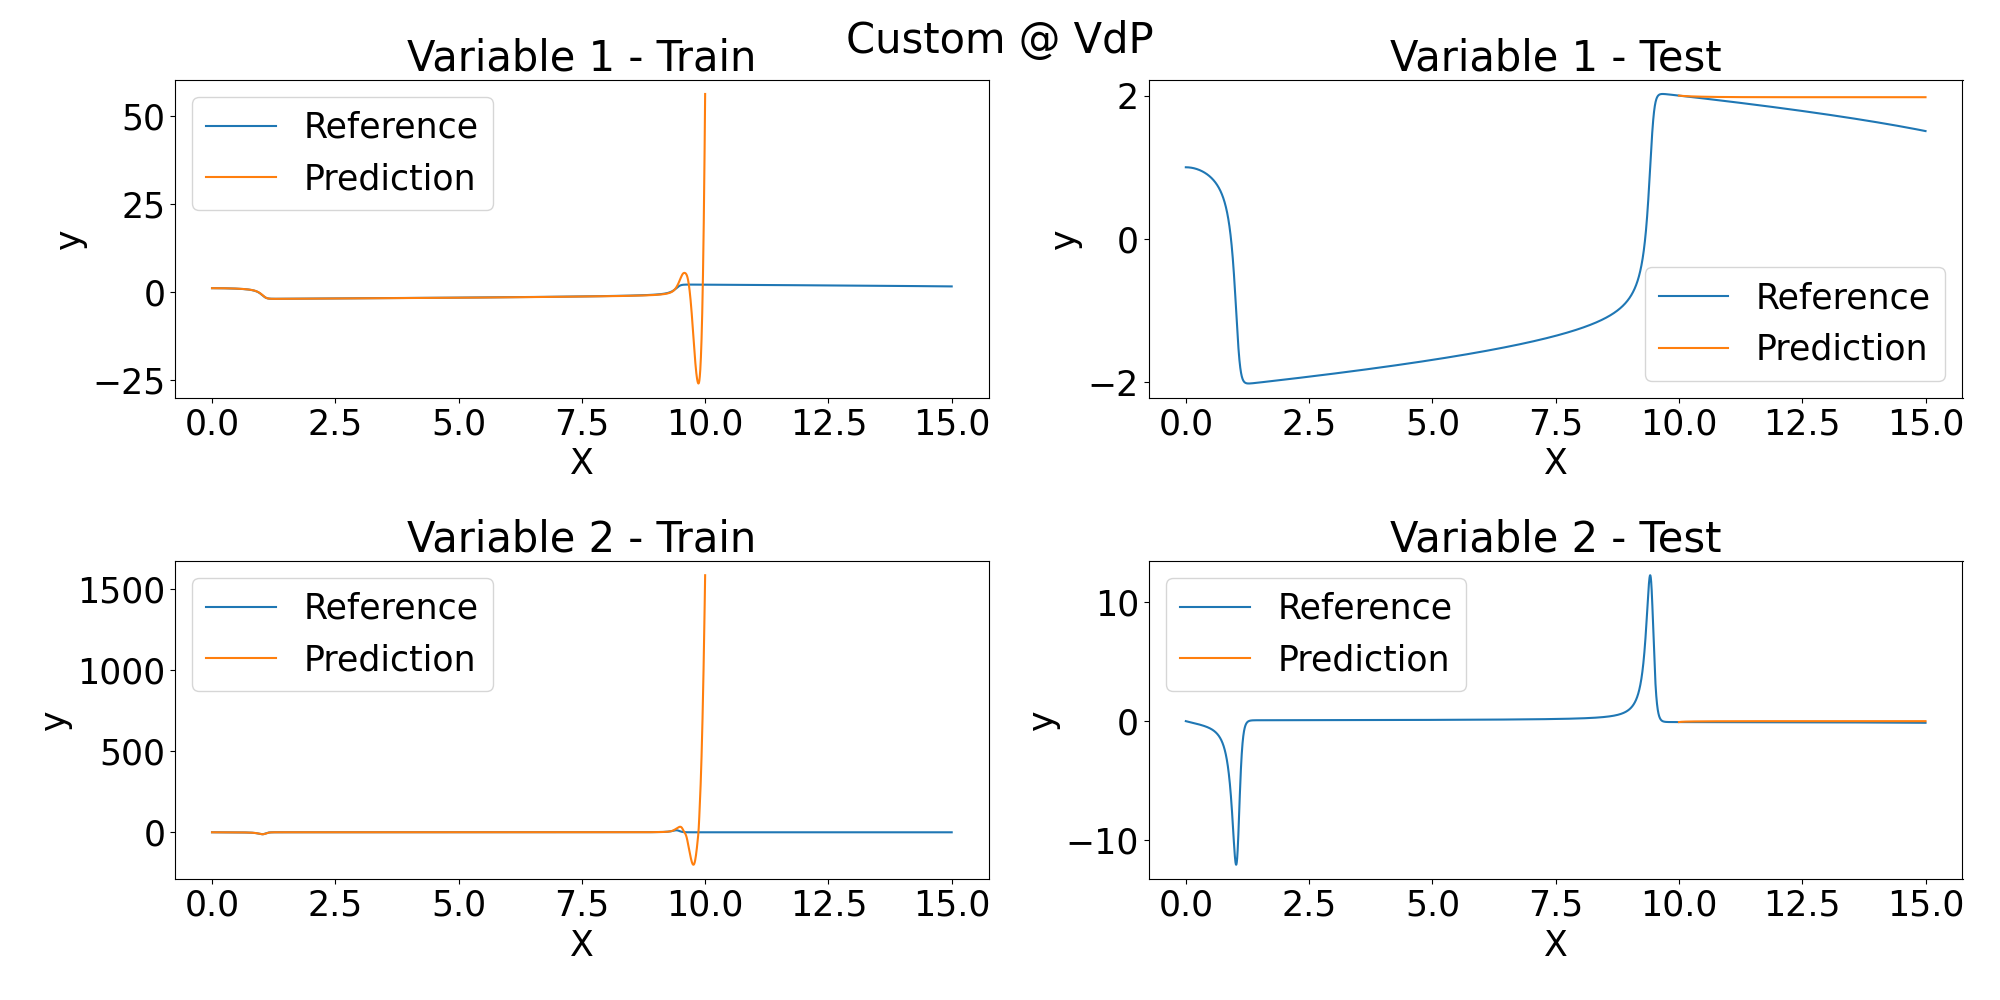 Custom @ VdP
Variable 1 - Train
50
25
0
−25
y
0.0 2.5 5.0 7.5 10.0 12.5 15.0
X
Reference
Prediction
Variable 1 - Test
2
0
−2
y
0.0 2.5 5.0 7.5 10.0 12.5 15.0
X
Reference
Prediction
Variable 2 - Train
1500
1000
500
0
y
0.0 2.5 5.0 7.5 10.0 12.5 15.0
X
Reference
Prediction
Variable 2 - Test
10
0
−10
y
0.0 2.5 5.0 7.5 10.0 12.5 15.0
X
Reference
Prediction